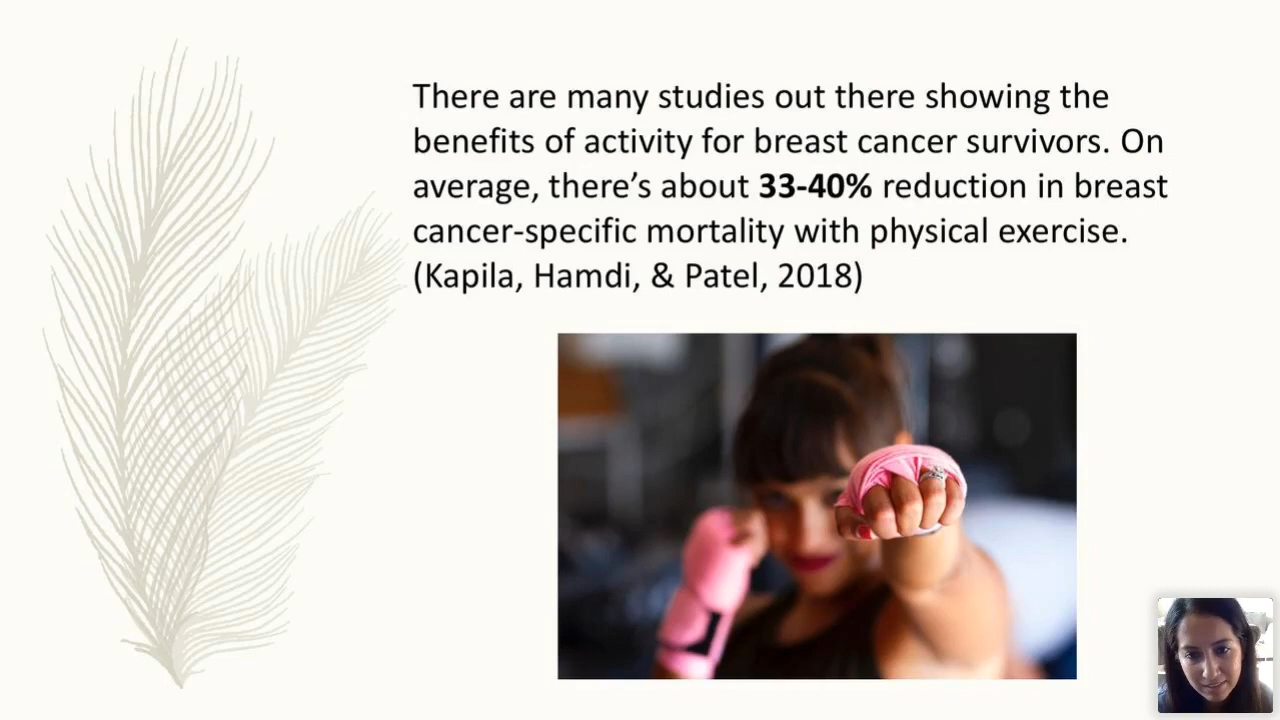 There are many studies out there showing the
benefits of activity for breast cancer survivors. On
average, there’s about 33-40% reduction in breast
cancer-specific mortality with physical exercise.
(Kapila, Hamdi, & Patel, 2018)